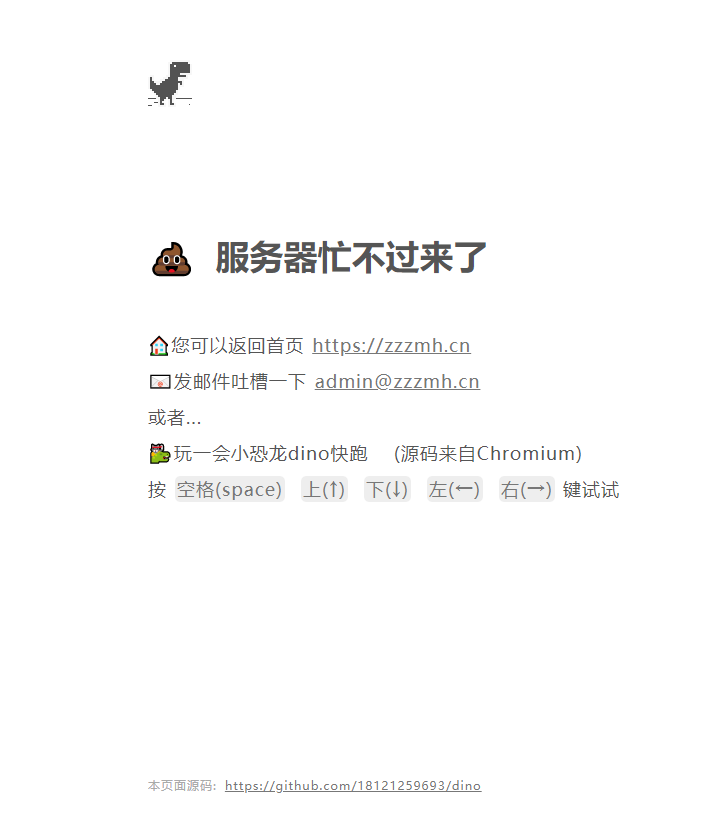 服务器忙不过来了
您可以返回首页 https://zzzmh.cn
发邮件吐槽一下 admin@zzzmh.cn
或者...
玩一会小恐龙dino快跑 (源码来自Chromium)
按 空格(space) 上(↑) 下(↓) 左(←) 右(→) 键试试
本页面源码: https://github.com/18121259693/dino